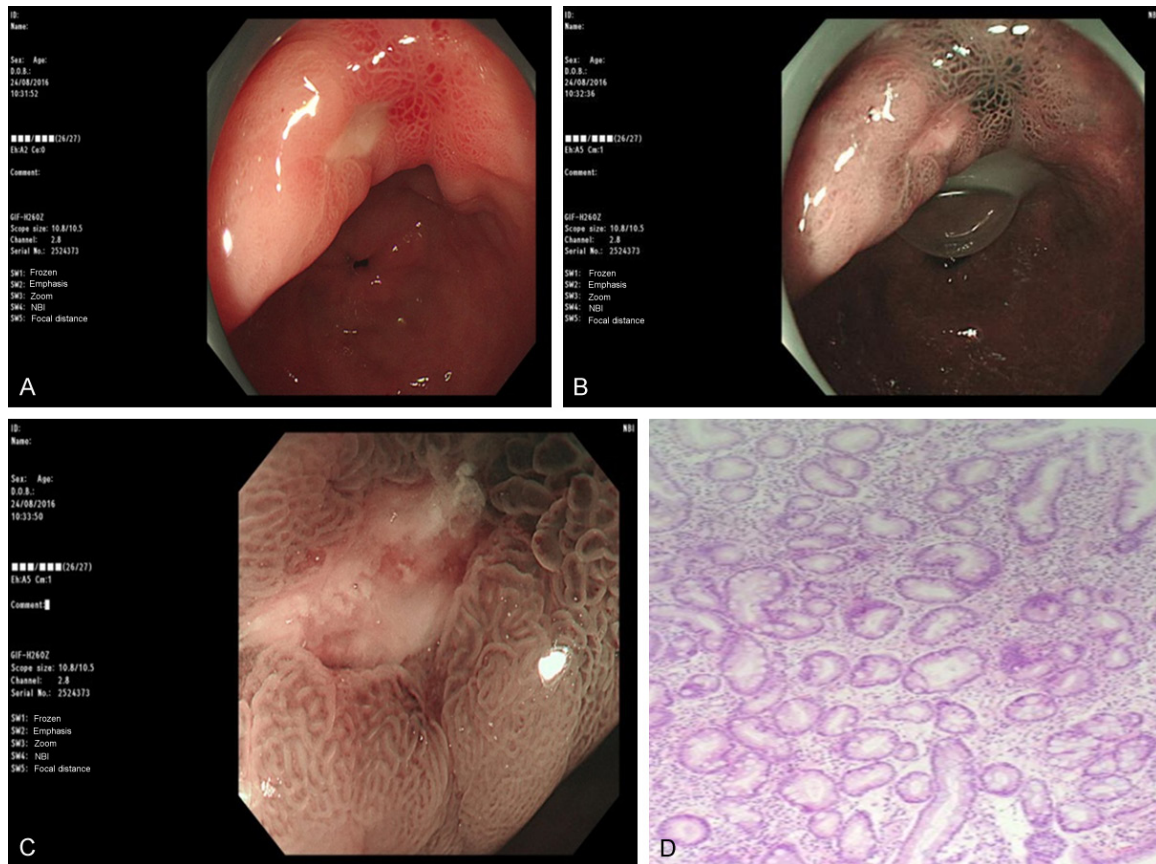 ID:
Name:
Sex: Age:
D.O.B.:
24/08/2016
10:31:52
■■■/■■■(26/27)
Eh:A2 Ce:0
Comment:
GIF-H260Z
Scope size: 10.8/10.5
Channel: 2.8
Serial No.: 2524373
SW1: Frozen
SW2: Emphasis
SW3: Zoom
SW4: NBI
SW5: Focal distance
A
ID:
Name:
NB
Sex: Age:
D.O.B.:
24/08/2016
10:32:36
■■■/■■■(26/27)
Eh:A5 Cm:1
Comment:
GIF-H260Z
Scope size: 10.8/10.5
Channel: 2.8
Serial No.: 2524373
SW1: Frozen
SW2: Emphasis
SW3: Zoom
SW4: NBI
SW5: Focal distance
B
ID:
Name:
NBI
Sex: Age:
D.O.B.:
24/08/2016
10:33:50
■■■/■■■(26/27)
Eh:A5 Cm:1
Comment:
GIF-H260Z
Scope size: 10.8/10.5
Channel: 2.8
Serial No.: 2524373
SW1: Frozen
SW2: Emphasis
SW3: Zoom
SW4: NBI
SW5: Focal distance
C
D